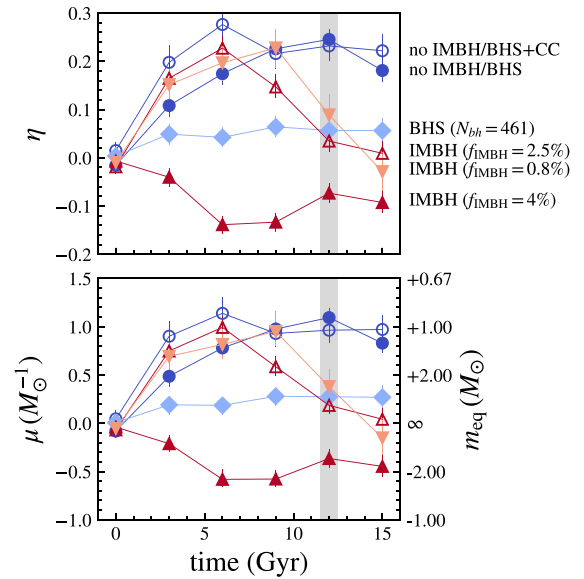 0.3
0.2
0.1
0.0
−0.1
−0.2
η
no IMBH/BHS+CC
no IMBH/BHS
BHS (N_bh = 461)
IMBH (f_IMBH = 2.5%)
IMBH (f_IMBH = 0.8%)
IMBH (f_IMBH = 4%)
1.5
1.0
0.5
0.0
−0.5
−1.0
μ (M_⊙^−1)
+0.67
+1.00
+2.00
∞
-2.00
-1.00
m_eq (M_⊙)
0 5 10 15
time (Gyr)